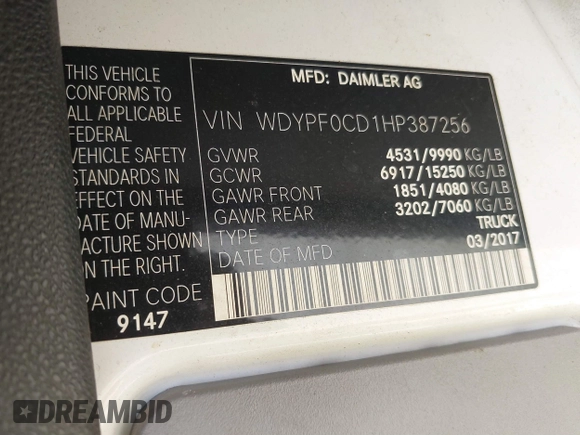 THIS VEHICLE
CONFORMS TO
ALL APPLICABLE
VEHICLE SAFETY
STANDARDS IN
EFFECT ON THE
DATE OF MANU-
FACTURE SHOWN
ON THE RIGHT.
PAINT CODE
9147
MFD: DAIMLER AG
VIN WDYPF0CD1HP387256
GVWR 4531/9990 KG/LB
GCWR 6917/15250 KG/LB
GAWR FRONT 1851/4080 KG/LB
GAWR REAR 3202/7060 KG/LB
TYPE TRUCK
DATE OF MFD 03/2017
DREAMBID